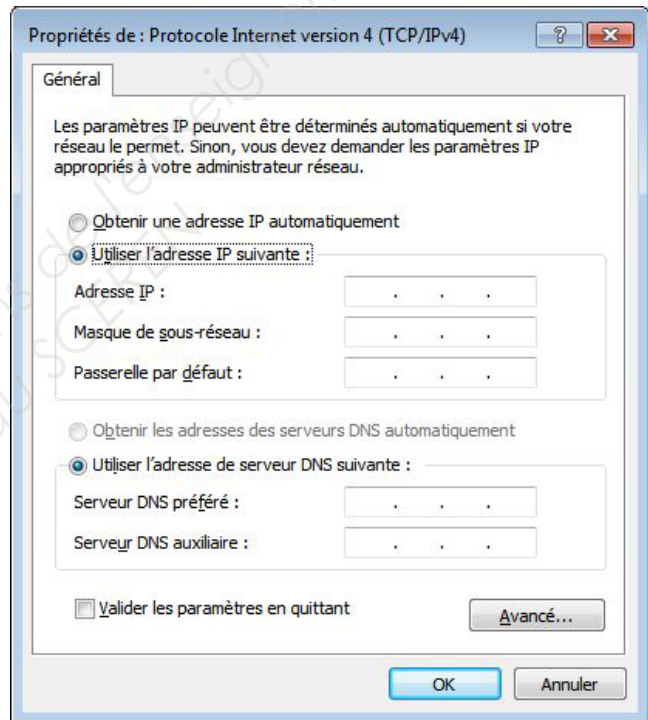 Propriétés de : Protocole Internet version 4 (TCP/IPv4)
Général
Les paramètres IP peuvent être déterminés automatiquement si votre
réseau le permet. Sinon, vous devez demander les paramètres IP
appropriés à votre administrateur réseau.
Obtenir une adresse IP automatiquement
Utiliser l'adresse IP suivante :
Adresse IP :
Masque de sous-réseau :
Passerelle par défaut :
Obtenir les adresses des serveurs DNS automatiquement
Utiliser l'adresse de serveur DNS suivante :
Serveur DNS préféré :
Serveur DNS auxiliaire :
Valider les paramètres en quittant
Avancé...
OK
Annuler
de l'enseign
au SCEREN